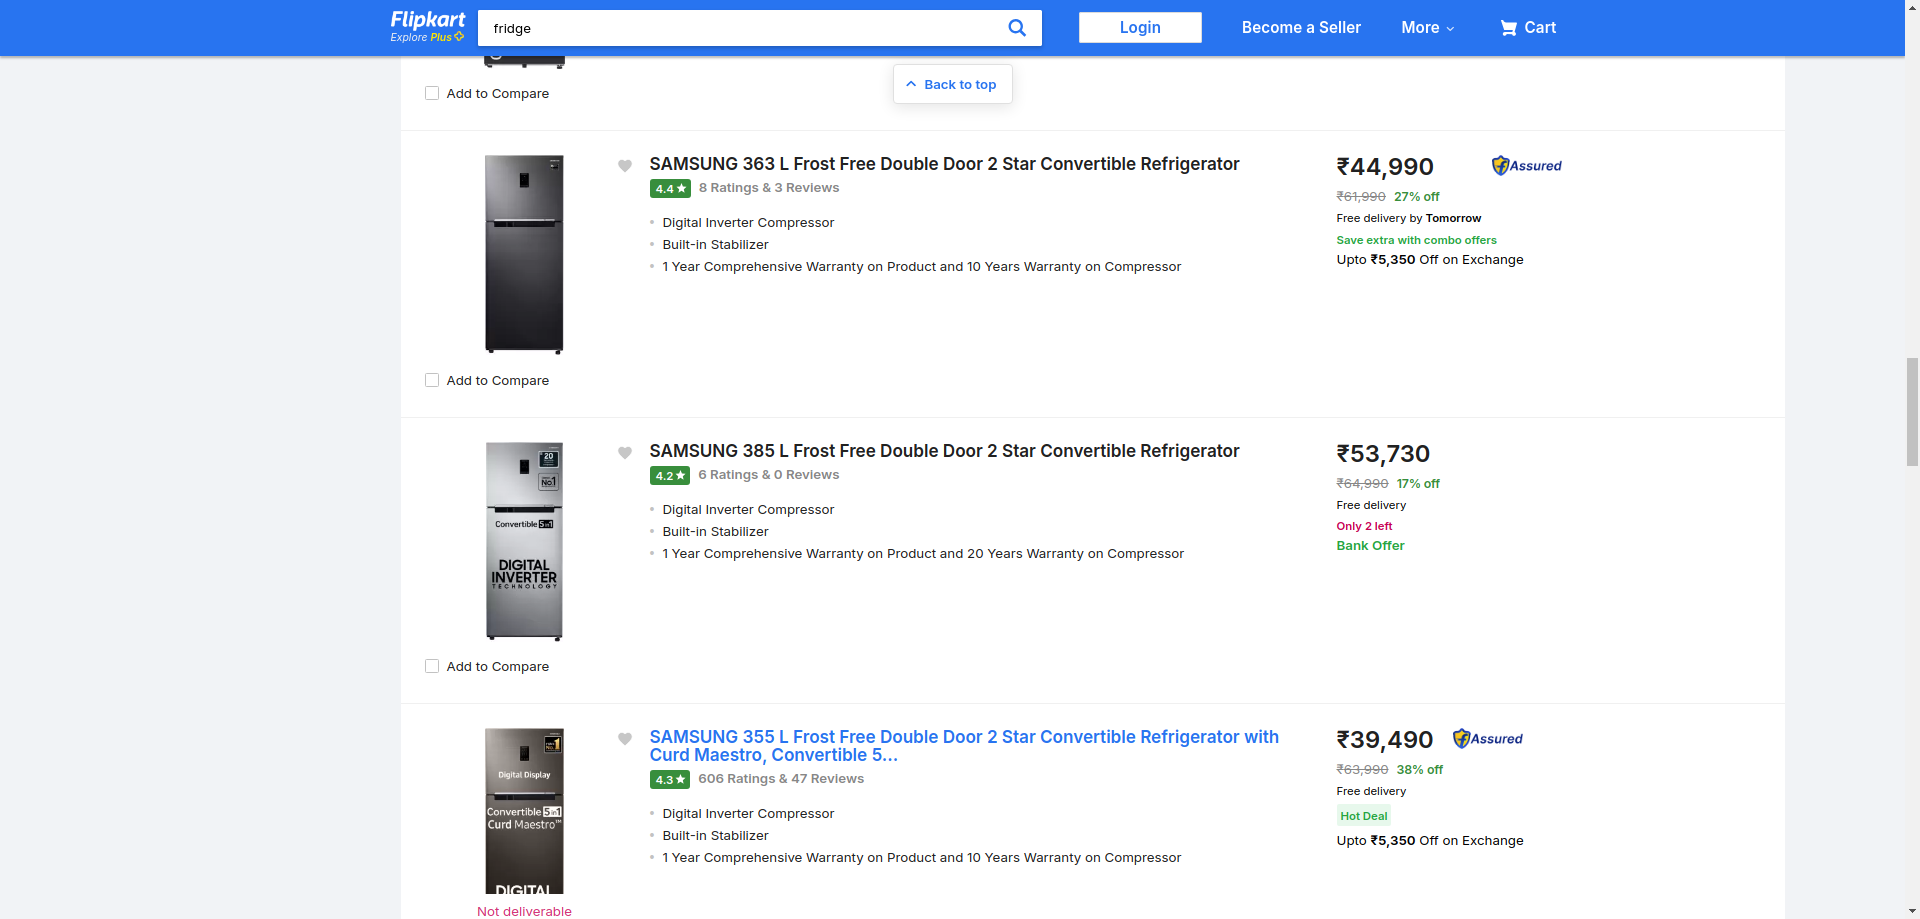 Flipkart
Explore Plus
fridge
Login
Become a Seller
More
Cart
Back to top
Add to Compare
SAMSUNG 363 L Frost Free Double Door 2 Star Convertible Refrigerator
4.4 ★ 8 Ratings & 3 Reviews
Digital Inverter Compressor
Built-in Stabilizer
1 Year Comprehensive Warranty on Product and 10 Years Warranty on Compressor
₹44,990
Assured
₹61,990 27% off
Free delivery by Tomorrow
Save extra with combo offers
Upto ₹5,350 Off on Exchange
Add to Compare
20
No.1
Convertible 5in1
DIGITAL
INVERTER
TECHNOLOGY
SAMSUNG 385 L Frost Free Double Door 2 Star Convertible Refrigerator
4.2 ★ 6 Ratings & 0 Reviews
Digital Inverter Compressor
Built-in Stabilizer
1 Year Comprehensive Warranty on Product and 20 Years Warranty on Compressor
₹53,730
₹64,990 17% off
Free delivery
Only 2 left
Bank Offer
Add to Compare
Digital Display
Convertible 5in1
Curd Maestro™
DIGITAL
Not deliverable
SAMSUNG 355 L Frost Free Double Door 2 Star Convertible Refrigerator with
Curd Maestro, Convertible 5...
4.3 ★ 606 Ratings & 47 Reviews
Digital Inverter Compressor
Built-in Stabilizer
1 Year Comprehensive Warranty on Product and 10 Years Warranty on Compressor
₹39,490
Assured
₹63,990 38% off
Free delivery
Hot Deal
Upto ₹5,350 Off on Exchange